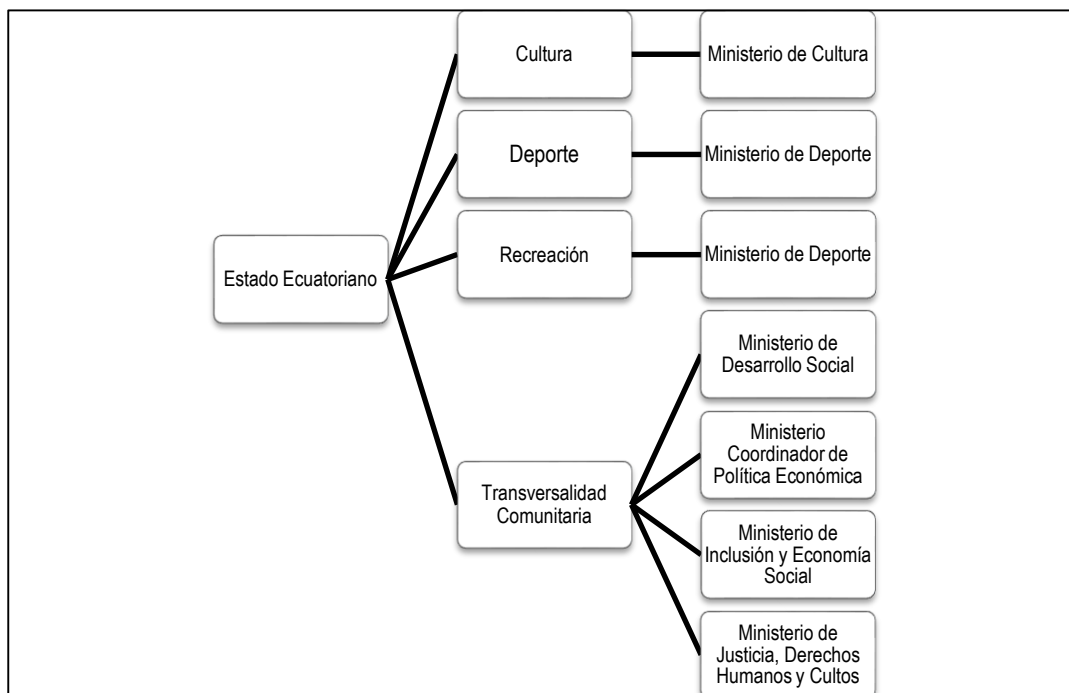 Cultura
Ministerio de Cultura
Deporte
Ministerio de Deporte
Recreación
Ministerio de Deporte
Estado Ecuatoriano
Ministerio de
Desarrollo Social
Ministerio
Coordinador de
Política Económica
Transversalidad
Comunitaria
Ministerio de
Inclusión y Economía
Social
Ministerio de
Justicia, Derechos
Humanos y Cultos